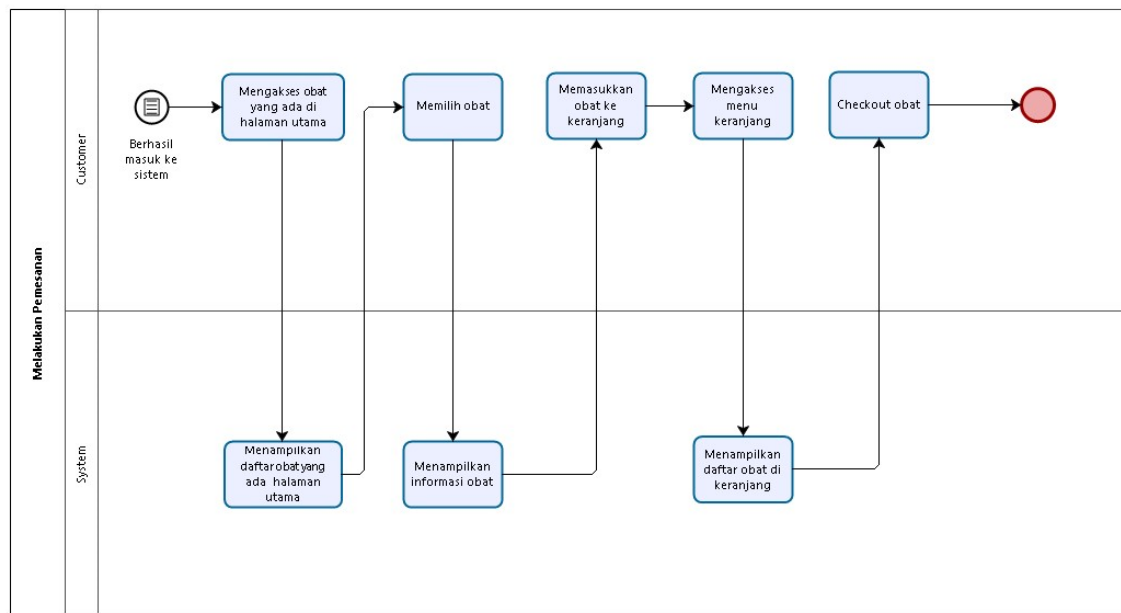 Melakukan Pemesanan
Customer
Berhasil
masuk ke
sistem
Mengakses obat
yang ada di
halaman utama
Memilih obat
Memasukkan
obat ke
keranjang
Mengakses
menu
keranjang
Checkout obat
System
Menampilkan
daftar obat yang
ada halaman
utama
Menampilkan
informasi obat
Menampilkan
daftar obat di
keranjang